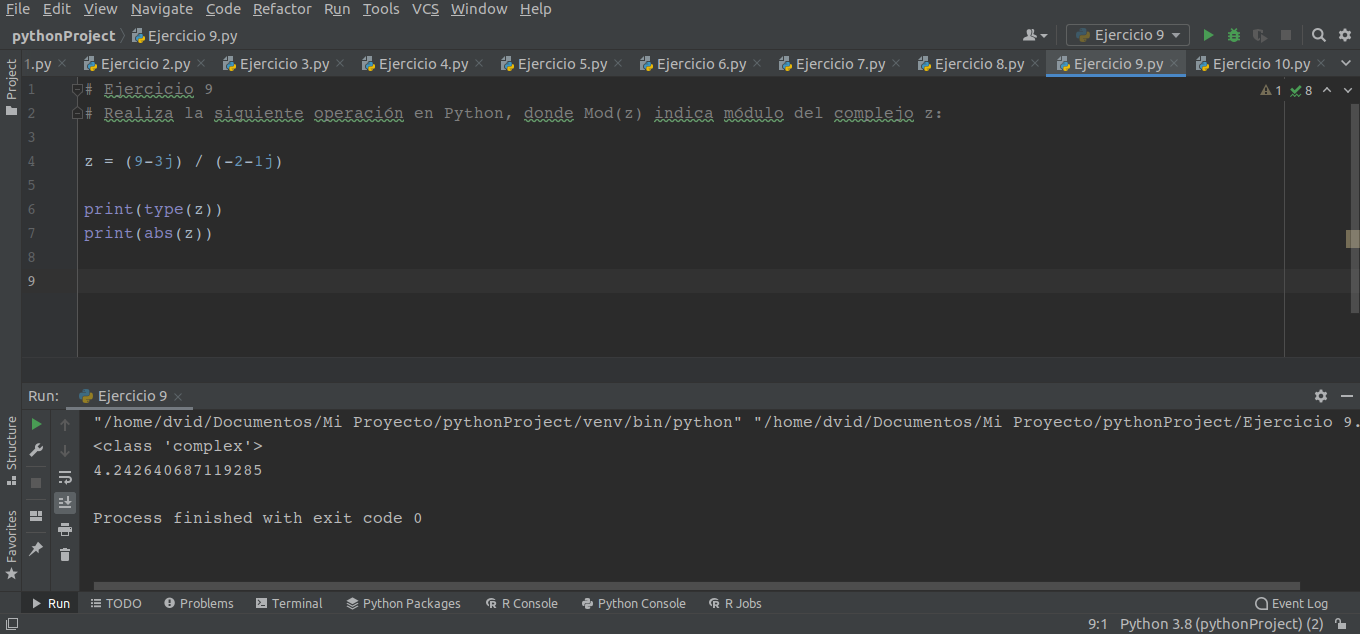 File Edit View Navigate Code Refactor Run Tools VCS Window Help
pythonProject Ejercicio 9.py Ejercicio 9
1.py Ejercicio 2.py Ejercicio 3.py Ejercicio 4.py Ejercicio 5.py Ejercicio 6.py Ejercicio 7.py Ejercicio 8.py Ejercicio 9.py Ejercicio 10.py
Project
1 # Ejercicio 9 1 8
2 # Realiza la siguiente operación en Python, donde Mod(z) indica módulo del complejo z:
3
4 z = (9-3j) / (-2-1j)
5
6 print(type(z))
7 print(abs(z))
8
9
Run: Ejercicio 9
"/home/dvid/Documentos/Mi Proyecto/pythonProject/venv/bin/python" "/home/dvid/Documentos/Mi Proyecto/pythonProject/Ejercicio 9.
<class 'complex'>
4.242640687119285
Process finished with exit code 0
Structure
Favorites
Run TODO Problems Terminal Python Packages R Console Python Console R Jobs Event Log
9:1 Python 3.8 (pythonProject) (2)